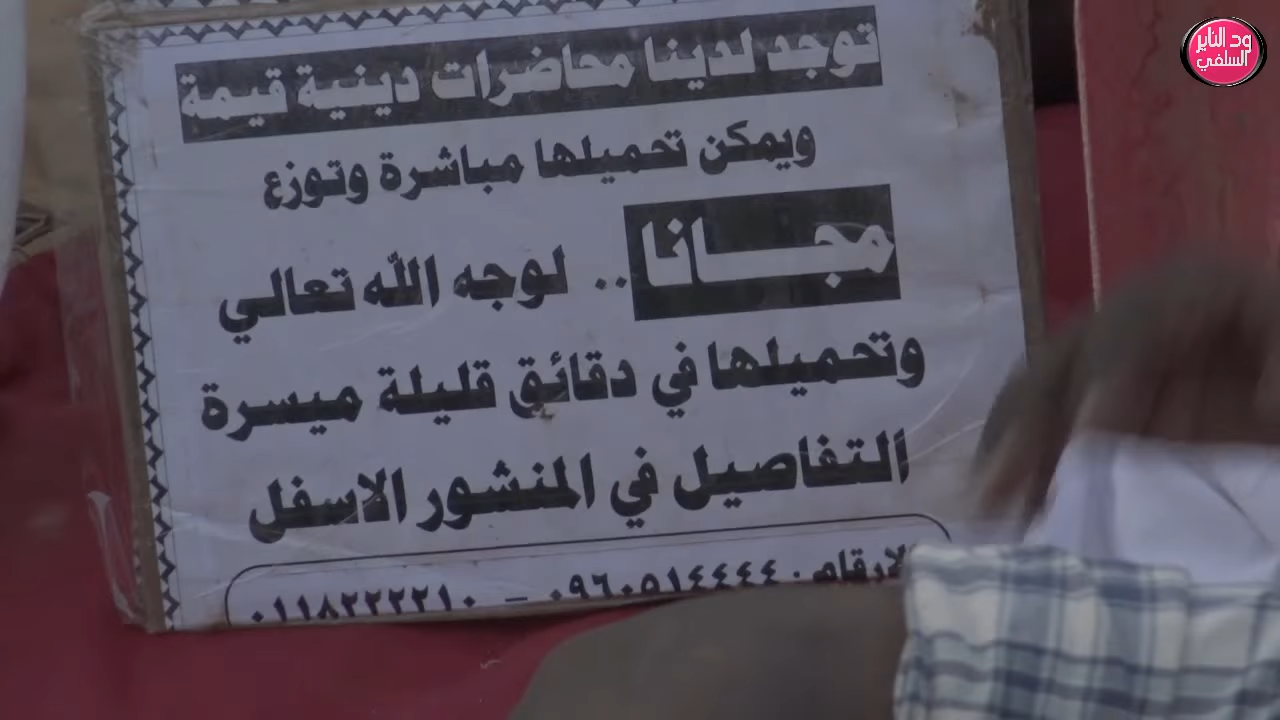 توجد لدينا محاضرات دينية قيمة
ويمكن تحميلها مباشرة وتوزع
مجــانا .. لوجه الله تعالي
وتحميلها في دقائق قليلة ميسرة
التفاصيل في المنشور الاسفل
الارقام: ٠٩٦٠٥١٤٤٤٤ – ٠١١٨٢٢٢٢١٠
ود الناير
السلفي